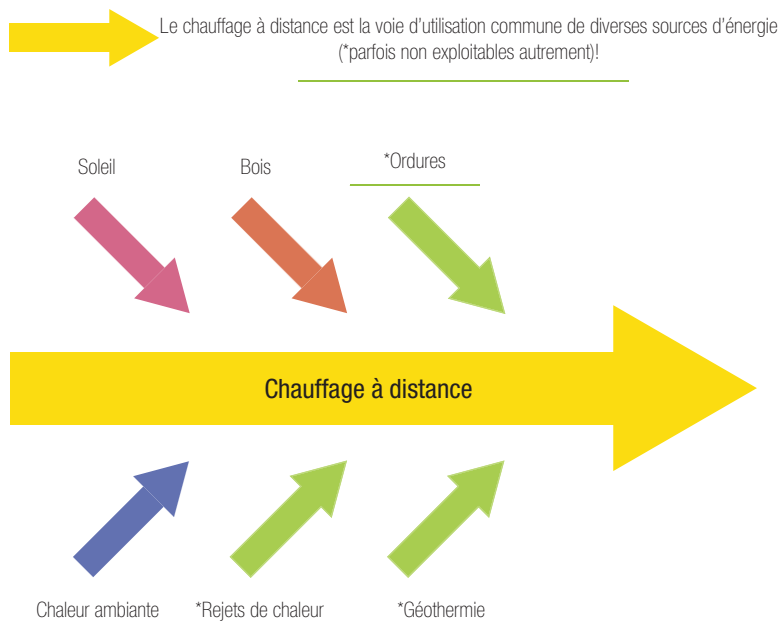 Le chauffage à distance est la voie d’utilisation commune de diverses sources d’énergie
(*parfois non exploitables autrement)!
Soleil
Bois
*Ordures
Chauffage à distance
Chaleur ambiante
*Rejets de chaleur
*Géothermie